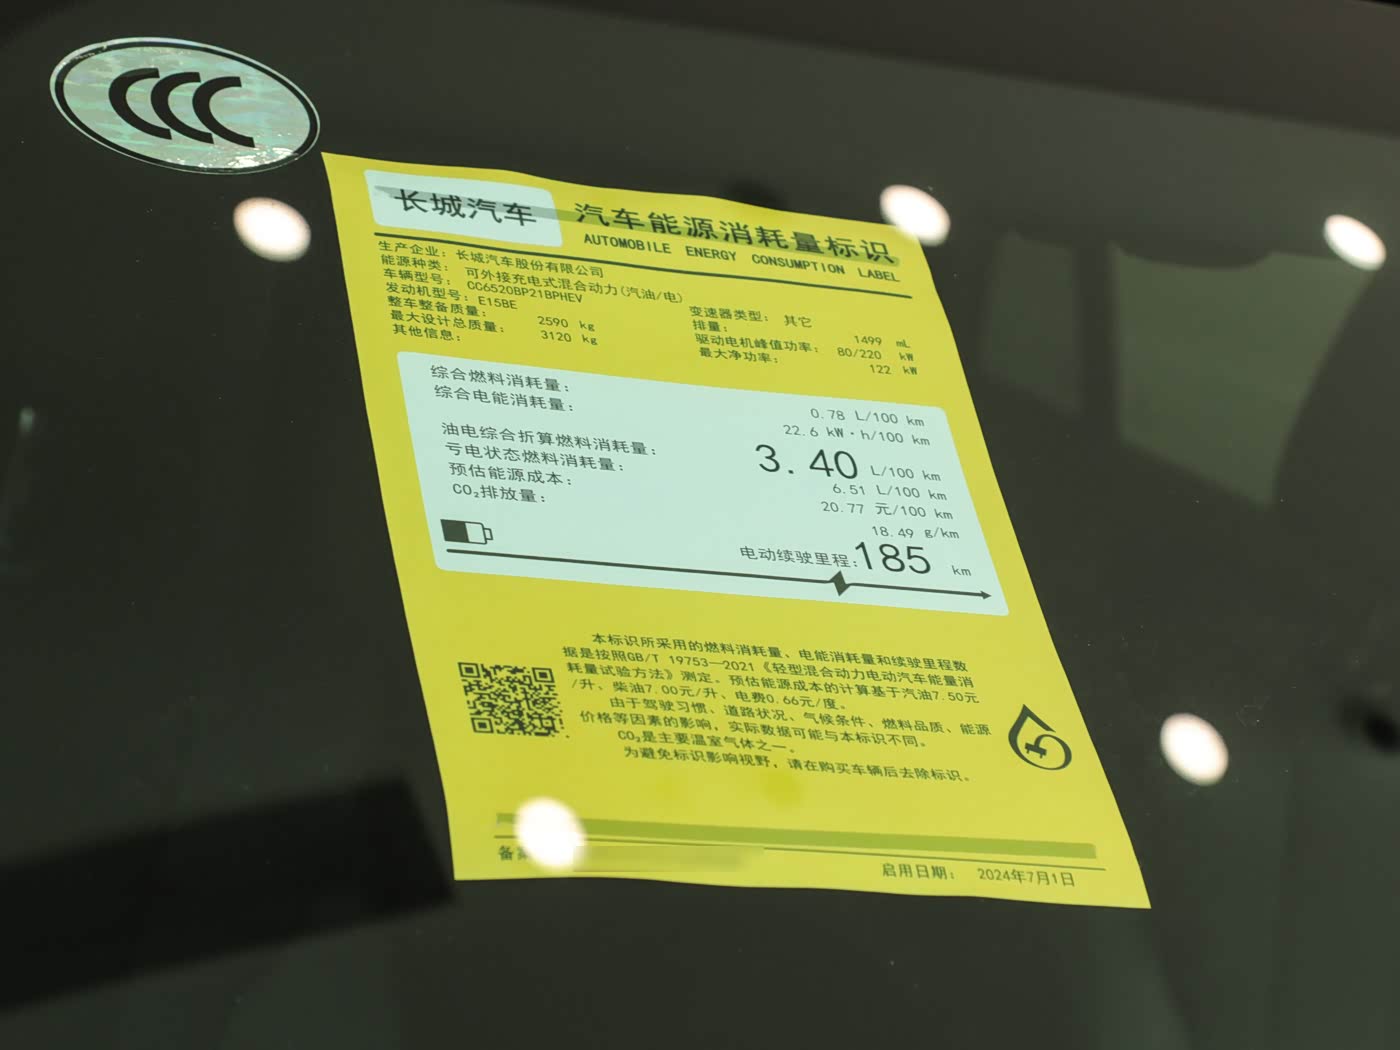 CCC
长城汽车
汽车能源消耗量标识
AUTOMOBILE ENERGY CONSUMPTION LABEL
生产企业：长城汽车股份有限公司
能源种类：可外接充电式混合动力(汽油/电)
车辆型号：CC6520BP21BPHEV
发动机型号：E15BE
整车整备质量：2590 kg
最大设计总质量：3120 kg
其他信息：
变速器类型：其它
排量：1499 mL
驱动电机峰值功率：80/220 kW
最大净功率：122 kW
综合燃料消耗量：0.78 L/100 km
综合电能消耗量：22.6 kW·h/100 km
油电综合折算燃料消耗量：3.40 L/100 km
亏电状态燃料消耗量：6.51 L/100 km
预估能源成本：20.77 元/100 km
CO₂排放量：18.49 g/km
电动续驶里程：185 km
本标识所采用的燃料消耗量、电能消耗量和续驶里程数
据是按照GB/T 19753—2021《轻型混合动力电动汽车能量消
耗量试验方法》测定。预估能源成本的计算基于汽油7.50元
/升、柴油7.00元/升、电费0.66元/度。
由于驾驶习惯、道路状况、气候条件、燃料品质、能源
价格等因素的影响，实际数据可能与本标识不同。
CO₂是主要温室气体之一。
为避免标识影响视野，请在购买车辆后去除标识。
备
启用日期： 2024年7月1日